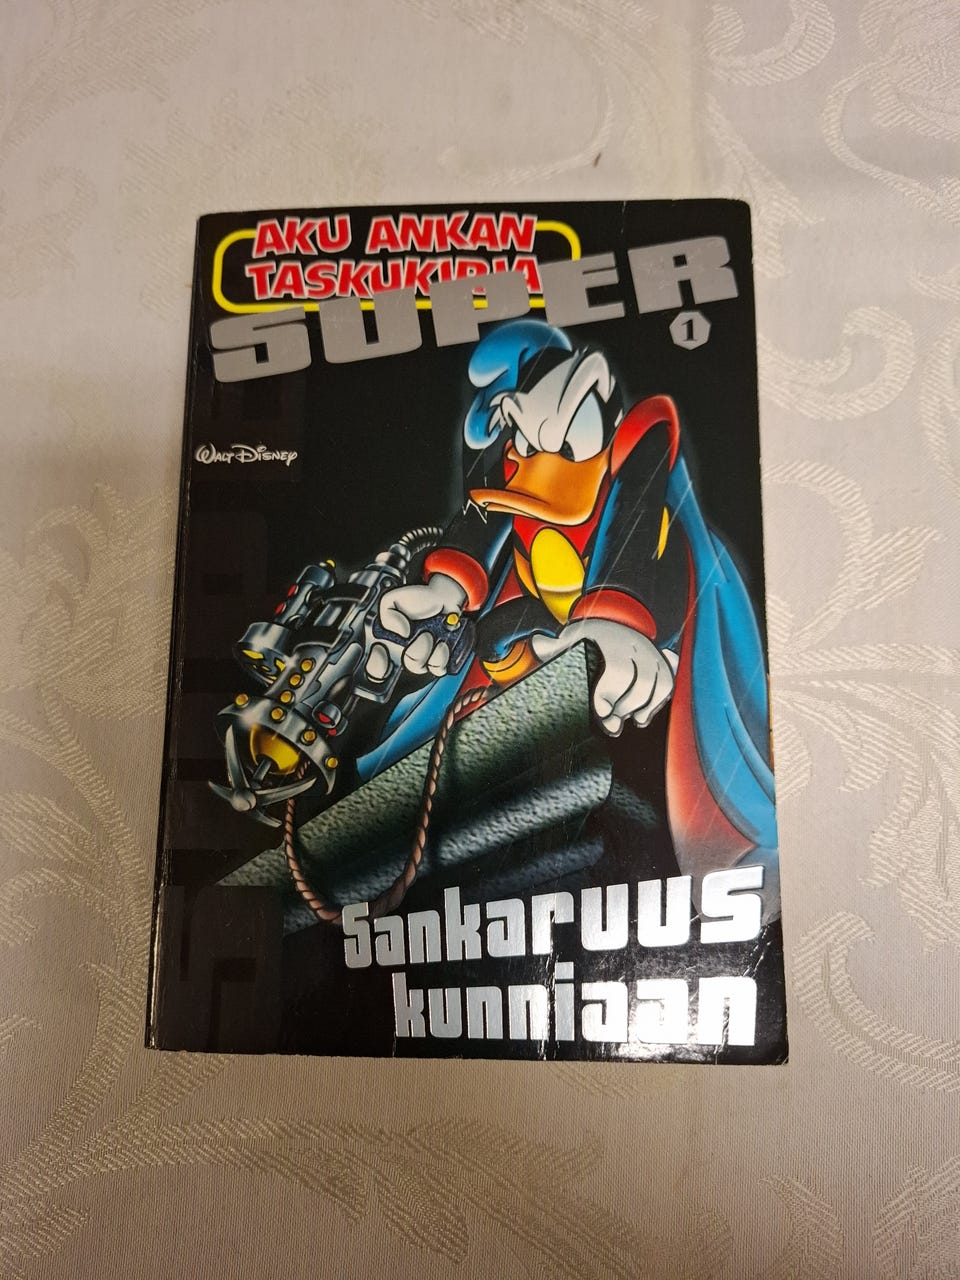 AKU ANKAN
TASKUKIRJA
SUPER
1
WALT DISNEY
Sankaruus
kunniaan